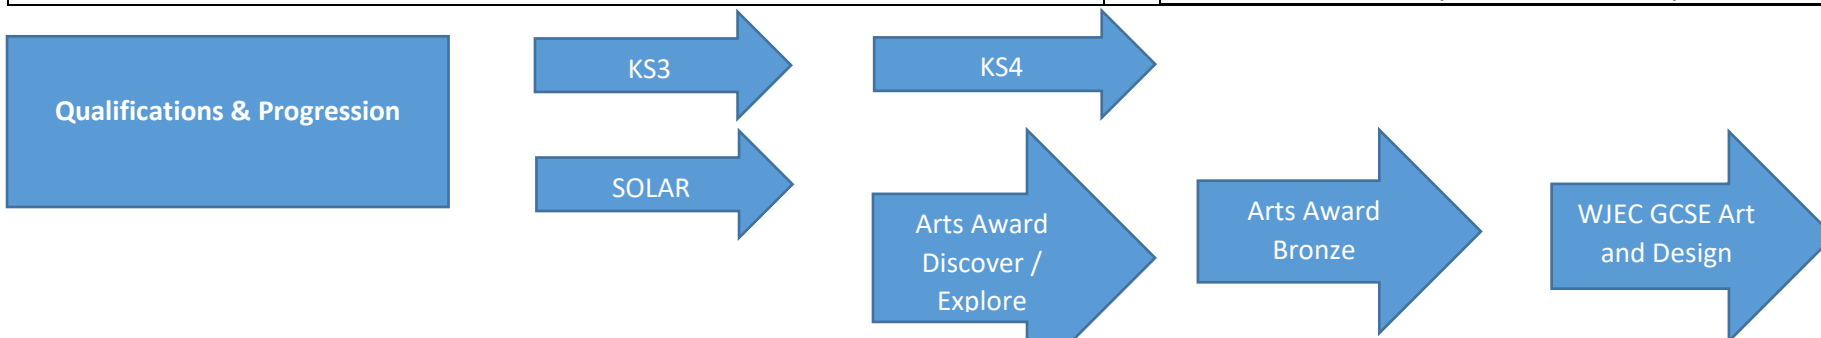 Qualifications & Progression
KS3
KS4
SOLAR
Arts Award
Discover /
Explore
Arts Award
Bronze
WJEC GCSE Art
and Design